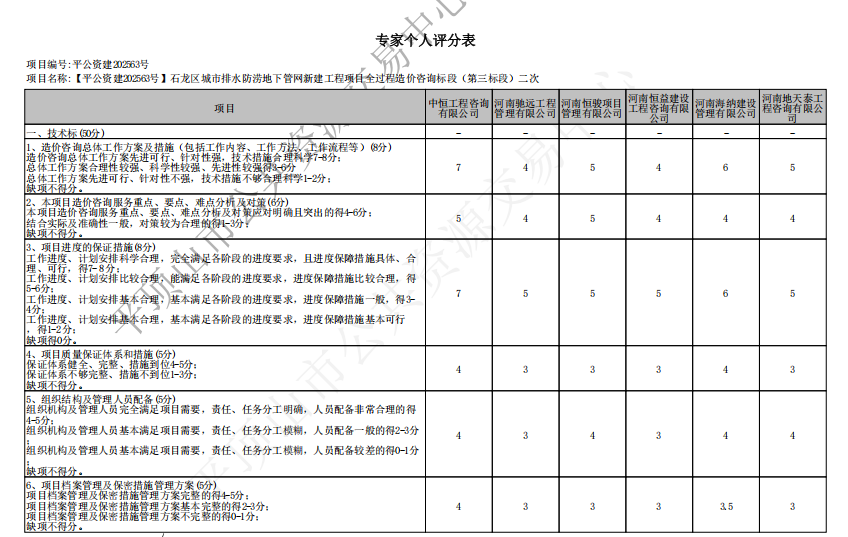 专家个人评分表
项目编号:平公资建202563号
项目名称:【平公资建202563号】石龙区城市排水防涝地下管网新建工程项目全过程造价咨询标段（第三标段）二次
项目 中恒工程咨询有限公司 河南驰远工程管理有限公司 河南恒骏项目管理有限公司 河南恒益建设工程咨询有限公司 河南海纳建设管理有限公司 河南地天泰工程咨询有限公司
一、技术标(50分) － － － － － －
1、造价咨询总体工作方案及措施（包括工作内容、工作方法、工作流程等）(8分)
造价咨询总体工作方案先进可行、针对性强，技术措施合理科学7-8分；
总体工作方案合理性较强、科学性较强、先进性较强得3-6分
总体工作方案先进可行、针对性不强，技术措施不够合理科学1-2分；
缺项不得分。
7 4 5 4 6 5
2、本项目造价咨询服务重点、要点、难点分析及对策(6分)
本项目造价咨询服务重点、要点、难点分析及对策应对明确且突出的得4-6分；
结合实际及准确性一般，对策较为合理的得1-3分；
缺项不得分。
5 4 5 4 4 4
3、项目进度的保证措施(8分)
工作进度、计划安排科学合理，完全满足各阶段的进度要求，且进度保障措施具体、合
理、可行，得7-8分；
工作进度、计划安排比较合理，能满足各阶段的进度要求，进度保障措施比较合理，得
5-6分；
工作进度、计划安排基本合理，基本满足各阶段的进度要求，进度保障措施一般，得3-
4分；
工作进度、计划安排基本合理，基本满足各阶段的进度要求，进度保障措施基本可行
，得1-2分；
缺项得0分。
7 5 5 5 6 5
4、项目质量保证体系和措施(5分)
保证体系健全、完整、措施到位4-5分；
保证体系不够完整、措施不到位1-3分；
缺项不得分。
4 3 3 3 4 3
5、组织结构及管理人员配备(5分)
组织机构及管理人员完全满足项目需要，责任、任务分工明确，人员配备非常合理的得
4-5分；
组织机构及管理人员基本满足项目需要，责任、任务分工模糊，人员配备一般的得2-3分
；
组织机构及管理人员基本满足项目需要，责任、任务分工模糊，人员配备较差的得0-1分
；
缺项不得分。
4 3 4 3 4 4
6、项目档案管理及保密措施管理方案(5分)
项目档案管理及保密措施管理方案完整的得4-5分；
项目档案管理及保密措施管理方案基本完整的得2-3分；
项目档案管理及保密措施管理方案不完整的得0-1分；
缺项不得分。
4 3 3 3 3.5 3
平顶山市公共资源交易中心
平顶山市公共资源交易中心